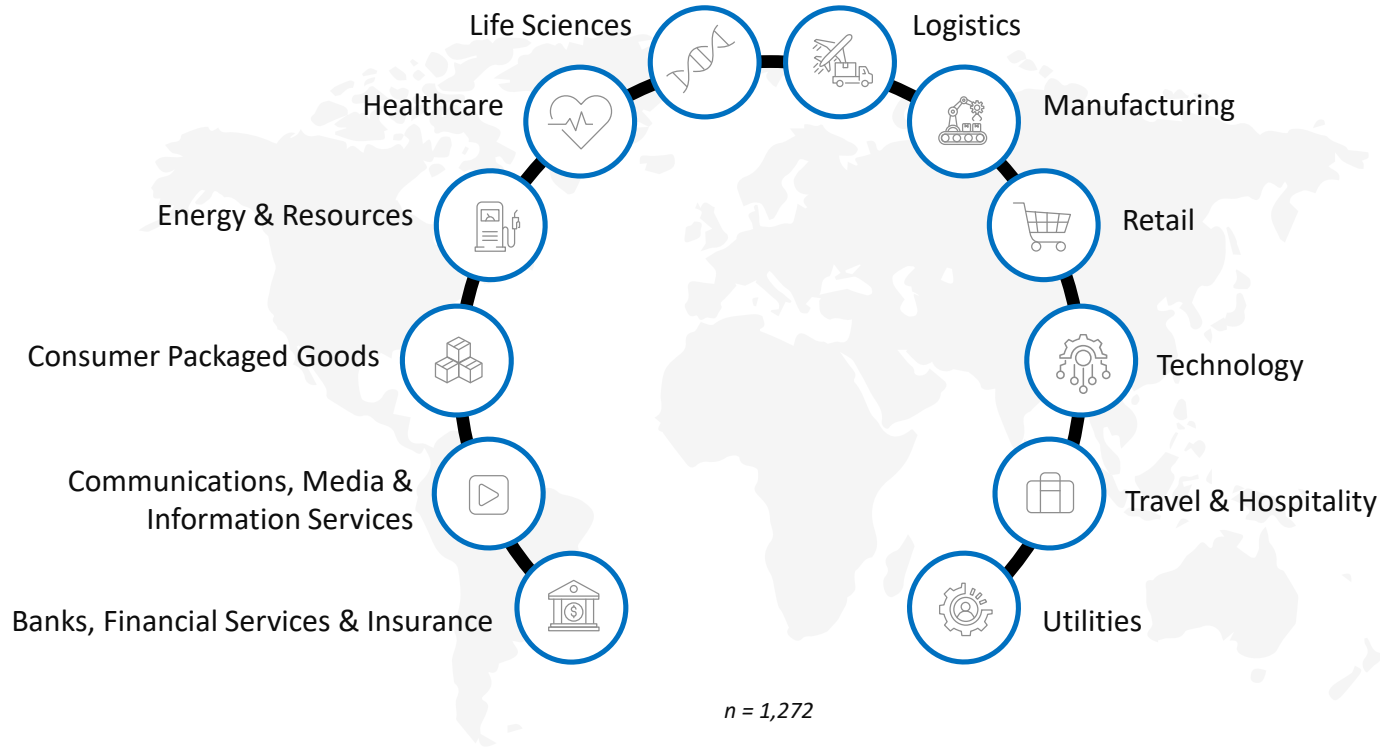 Life Sciences
Logistics
Healthcare
Manufacturing
Energy & Resources
Retail
Consumer Packaged Goods
Technology
Communications, Media &
Information Services
Travel & Hospitality
Banks, Financial Services & Insurance
$
Utilities
n = 1,272